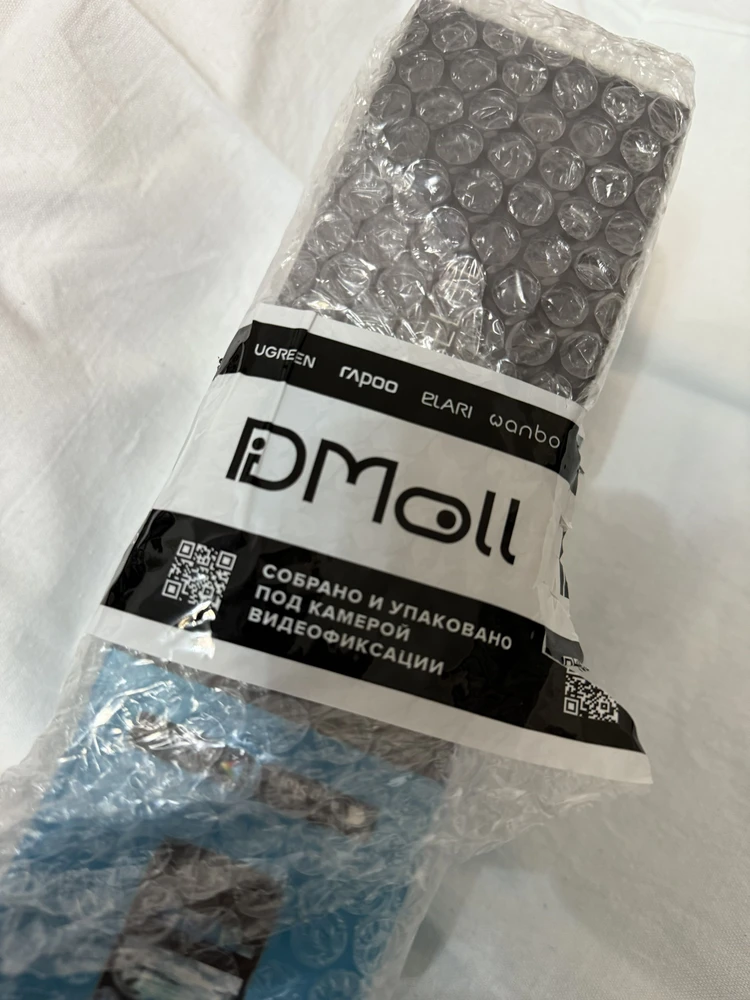 UGREEN rapoo ELARI wanbo
iDMoll
СОБРАНО И УПАКОВАНО
ПОД КАМЕРОЙ
ВИДЕОФИКСАЦИИ